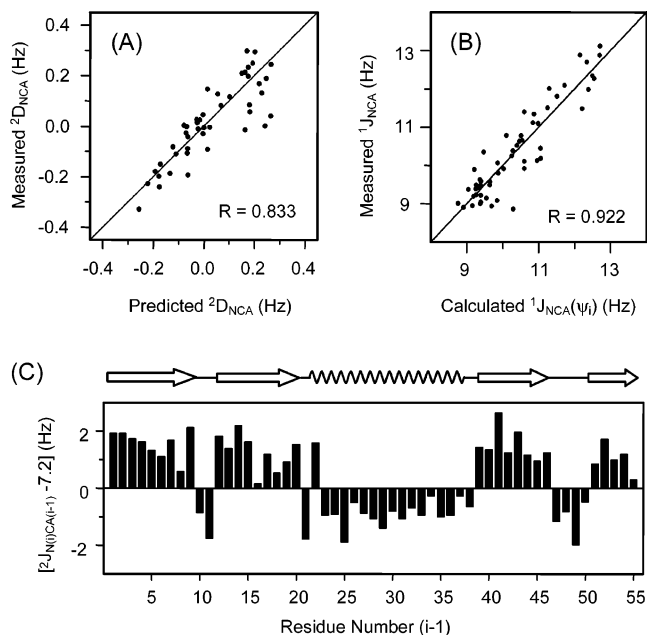 (A)
0.4
0.2
0.0
-0.2
-0.4
Measured ²D_NCA (Hz)
R = 0.833
-0.4 -0.2 0.0 0.2 0.4
Predicted ²D_NCA (Hz)
(B)
13
11
9
Measured ¹J_NCA (Hz)
R = 0.922
9 11 13
Calculated ¹J_NCA(ψi) (Hz)
(C)
2
0
-2
[²J_N(i)CA(i-1) -7.2] (Hz)
5 10 15 20 25 30 35 40 45 50 55
Residue Number (i-1)